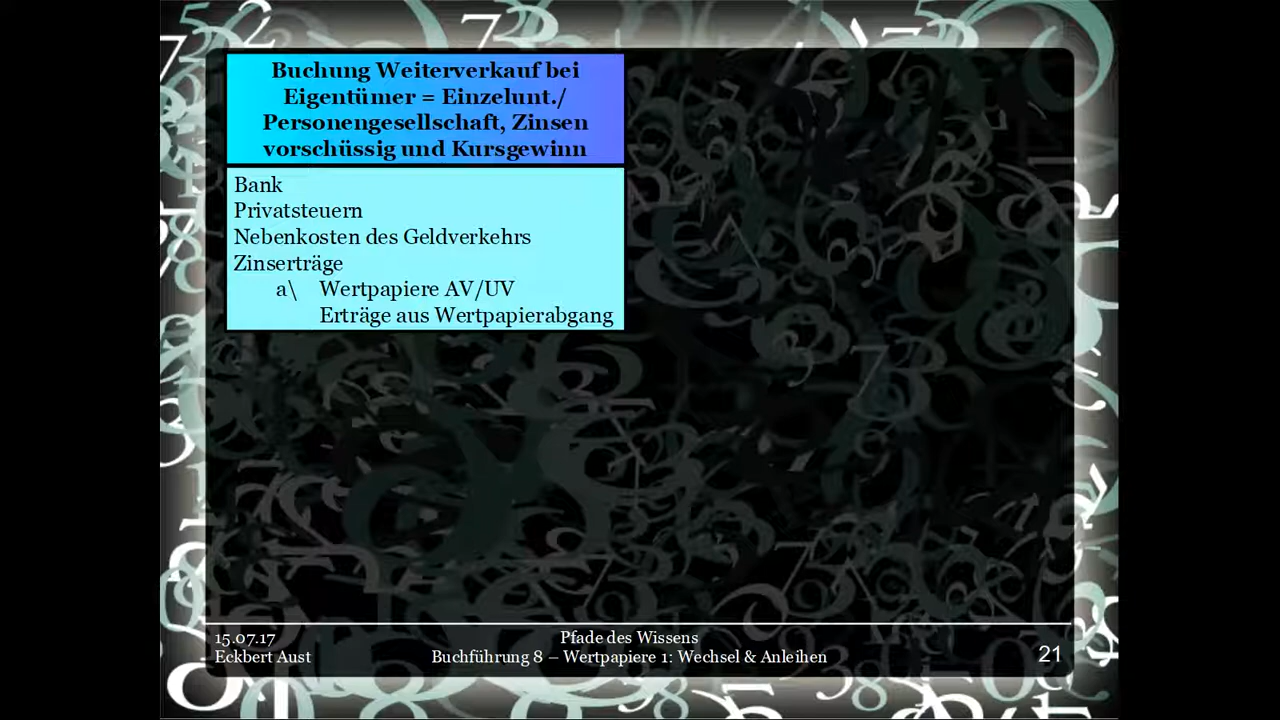 Buchung Weiterverkauf bei
Eigentümer = Einzelunt./
Personengesellschaft, Zinsen
vorschüssig und Kursgewinn
Bank
Privatsteuern
Nebenkosten des Geldverkehrs
Zinserträge
a\ Wertpapiere AV/UV
Erträge aus Wertpapierabgang
15.07.17
Eckbert Aust
Pfade des Wissens
Buchführung 8 – Wertpapiere 1: Wechsel & Anleihen
21